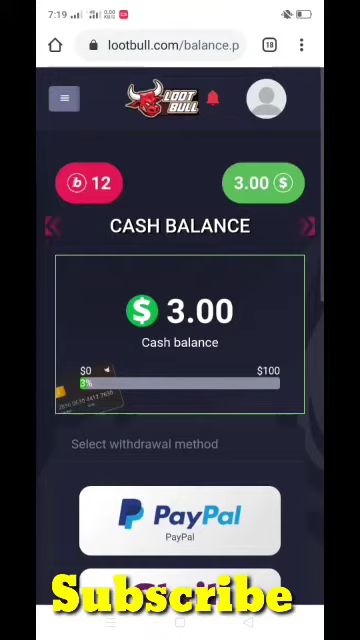 7:19
lootbull.com/balance.p
18
LOOT
BULL
b 12
3.00 $
CASH BALANCE
$ 3.00
Cash balance
$0
$100
3%
Select withdrawal method
PayPal
PayPal
Subscribe